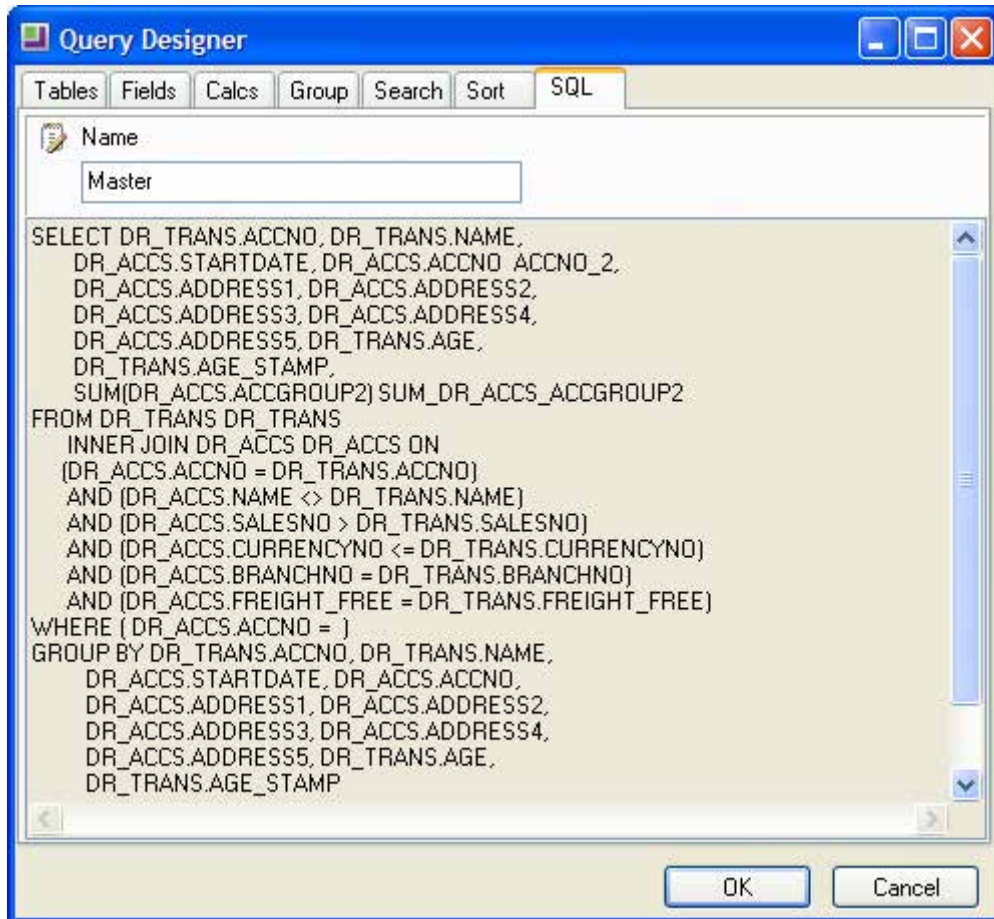 Query Designer
Tables Fields Calcs Group Search Sort SQL
Name
Master
SELECT DR_TRANS.ACCNO, DR_TRANS.NAME,
DR_ACCS.STARTDATE, DR_ACCS.ACCNO ACCNO_2,
DR_ACCS.ADDRESS1, DR_ACCS.ADDRESS2,
DR_ACCS.ADDRESS3, DR_ACCS.ADDRESS4,
DR_ACCS.ADDRESS5, DR_TRANS.AGE,
DR_TRANS.AGE_STAMP,
SUM(DR_ACCS.ACCGROUP2) SUM_DR_ACCS_ACCGROUP2
FROM DR_TRANS DR_TRANS
INNER JOIN DR_ACCS DR_ACCS ON
(DR_ACCS.ACCNO = DR_TRANS.ACCNO)
AND (DR_ACCS.NAME <> DR_TRANS.NAME)
AND (DR_ACCS.SALESNO > DR_TRANS.SALESNO)
AND (DR_ACCS.CURRENCYNO <= DR_TRANS.CURRENCYNO)
AND (DR_ACCS.BRANCHNO = DR_TRANS.BRANCHNO)
AND (DR_ACCS.FREIGHT_FREE = DR_TRANS.FREIGHT_FREE)
WHERE ( DR_ACCS.ACCNO = )
GROUP BY DR_TRANS.ACCNO, DR_TRANS.NAME,
DR_ACCS.STARTDATE, DR_ACCS.ACCNO,
DR_ACCS.ADDRESS1, DR_ACCS.ADDRESS2,
DR_ACCS.ADDRESS3, DR_ACCS.ADDRESS4,
DR_ACCS.ADDRESS5, DR_TRANS.AGE,
DR_TRANS.AGE_STAMP
OK Cancel